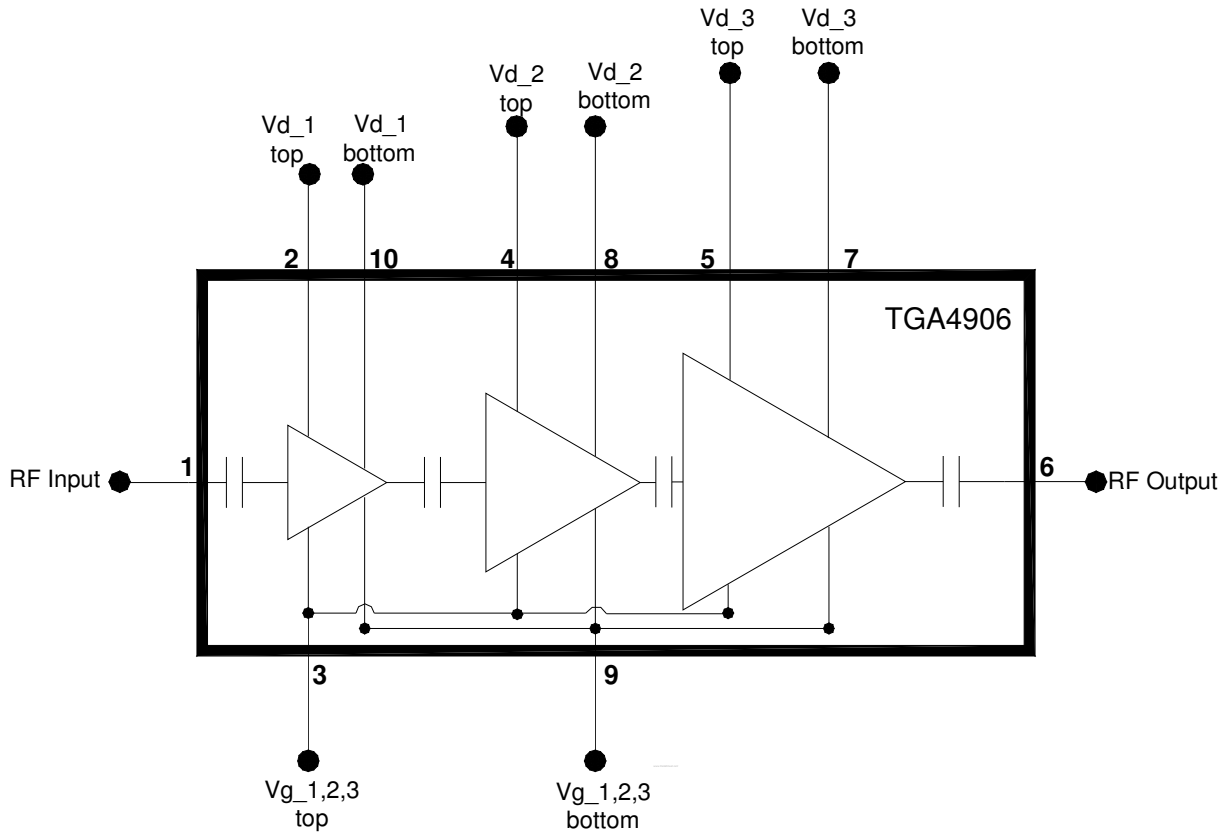 Vd_3
top
Vd_3
bottom
Vd_2
top
Vd_2
bottom
Vd_1
top
Vd_1
bottom
2
10
4
8
5
7
TGA4906
RF Input
1
6
RF Output
3
9
Vg_1,2,3
top
Vg_1,2,3
bottom